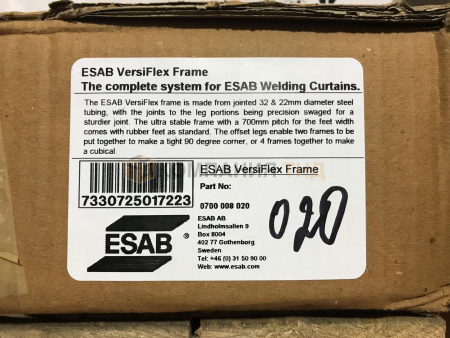 ESAB VersiFlex Frame
The complete system for ESAB Welding Curtains.
The ESAB VersiFlex frame is made from jointed 32 & 22mm diameter steel
tubing, with the joints to the leg portions being precision swaged for a
sturdier joint. The ultra stable frame with a 700mm pitch for the feet width
comes with rubber feet as standard. The offset legs enable two frames to be
put together to make a tight 90 degree corner, or 4 frames together to make
a cubical.
КОМПАНИЯ ТКД
7330725017223
ESAB VersiFlex Frame
Part No:
0700 008 020
020
ESAB ®
ESAB AB
Lindholmsallen 9
Box 8004
402 77 Gothenborg
Sweden
Tel: +46 (0) 31 50 90 00
Web: www.esab.com